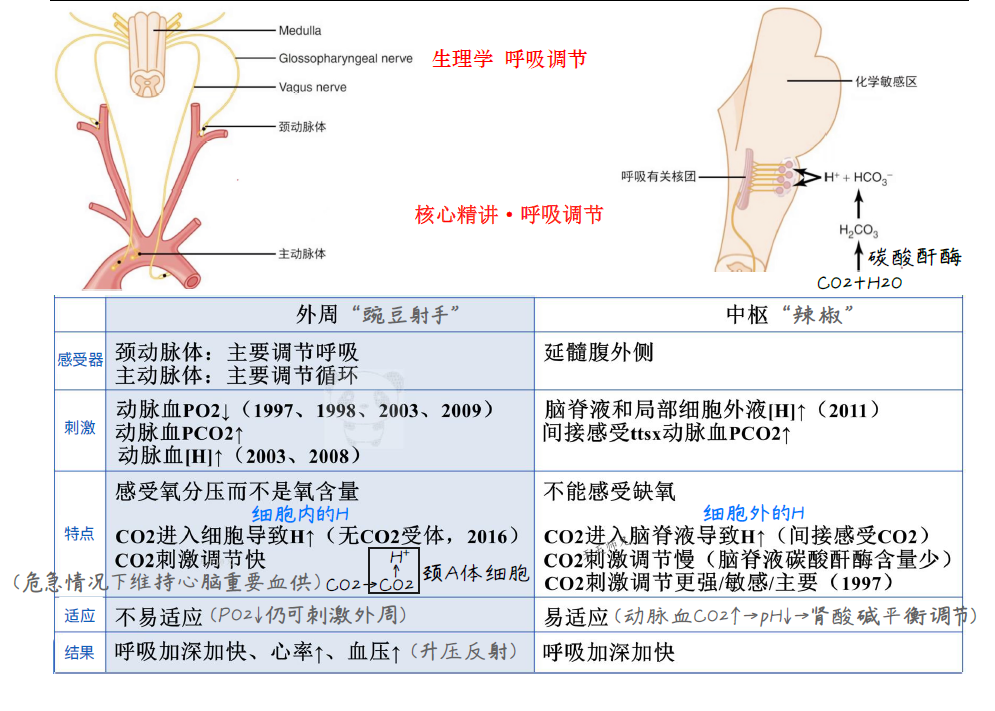 Medulla
Glossopharyngeal nerve
Vagus nerve
颈动脉体
主动脉体
生理学 呼吸调节
核心精讲·呼吸调节
化学敏感区
呼吸有关核团
H⁺ + HCO₃⁻
H₂CO₃
碳酸酐酶
CO2+H2O
外周“豌豆射手”
中枢“辣椒”
感受器
颈动脉体：主要调节呼吸
主动脉体：主要调节循环
延髓腹外侧
刺激
动脉血PO2↓（1997、1998、2003、2009）
动脉血PCO2↑
动脉血[H]↑（2003、2008）
脑脊液和局部细胞外液[H]↑（2011）
间接感受ttsx动脉血PCO2↑
特点
感受氧分压而不是氧含量
细胞内的H
CO2进入细胞导致H↑（无CO2受体，2016）
CO2刺激调节快
（危急情况下维持心脑重要血供）
H⁺
↑
CO2→CO2
颈A体细胞
不能感受缺氧
细胞外的H
CO2进入脑脊液导致H↑（间接感受CO2）
CO2刺激调节慢（脑脊液碳酸酐酶含量少）
CO2刺激调节更强/敏感/主要（1997）
适应
不易适应（PO2↓仍可刺激外周）
易适应（动脉血CO2↑→pH↓→肾酸碱平衡调节）
结果
呼吸加深加快、心率↑、血压↑（升压反射）
呼吸加深加快